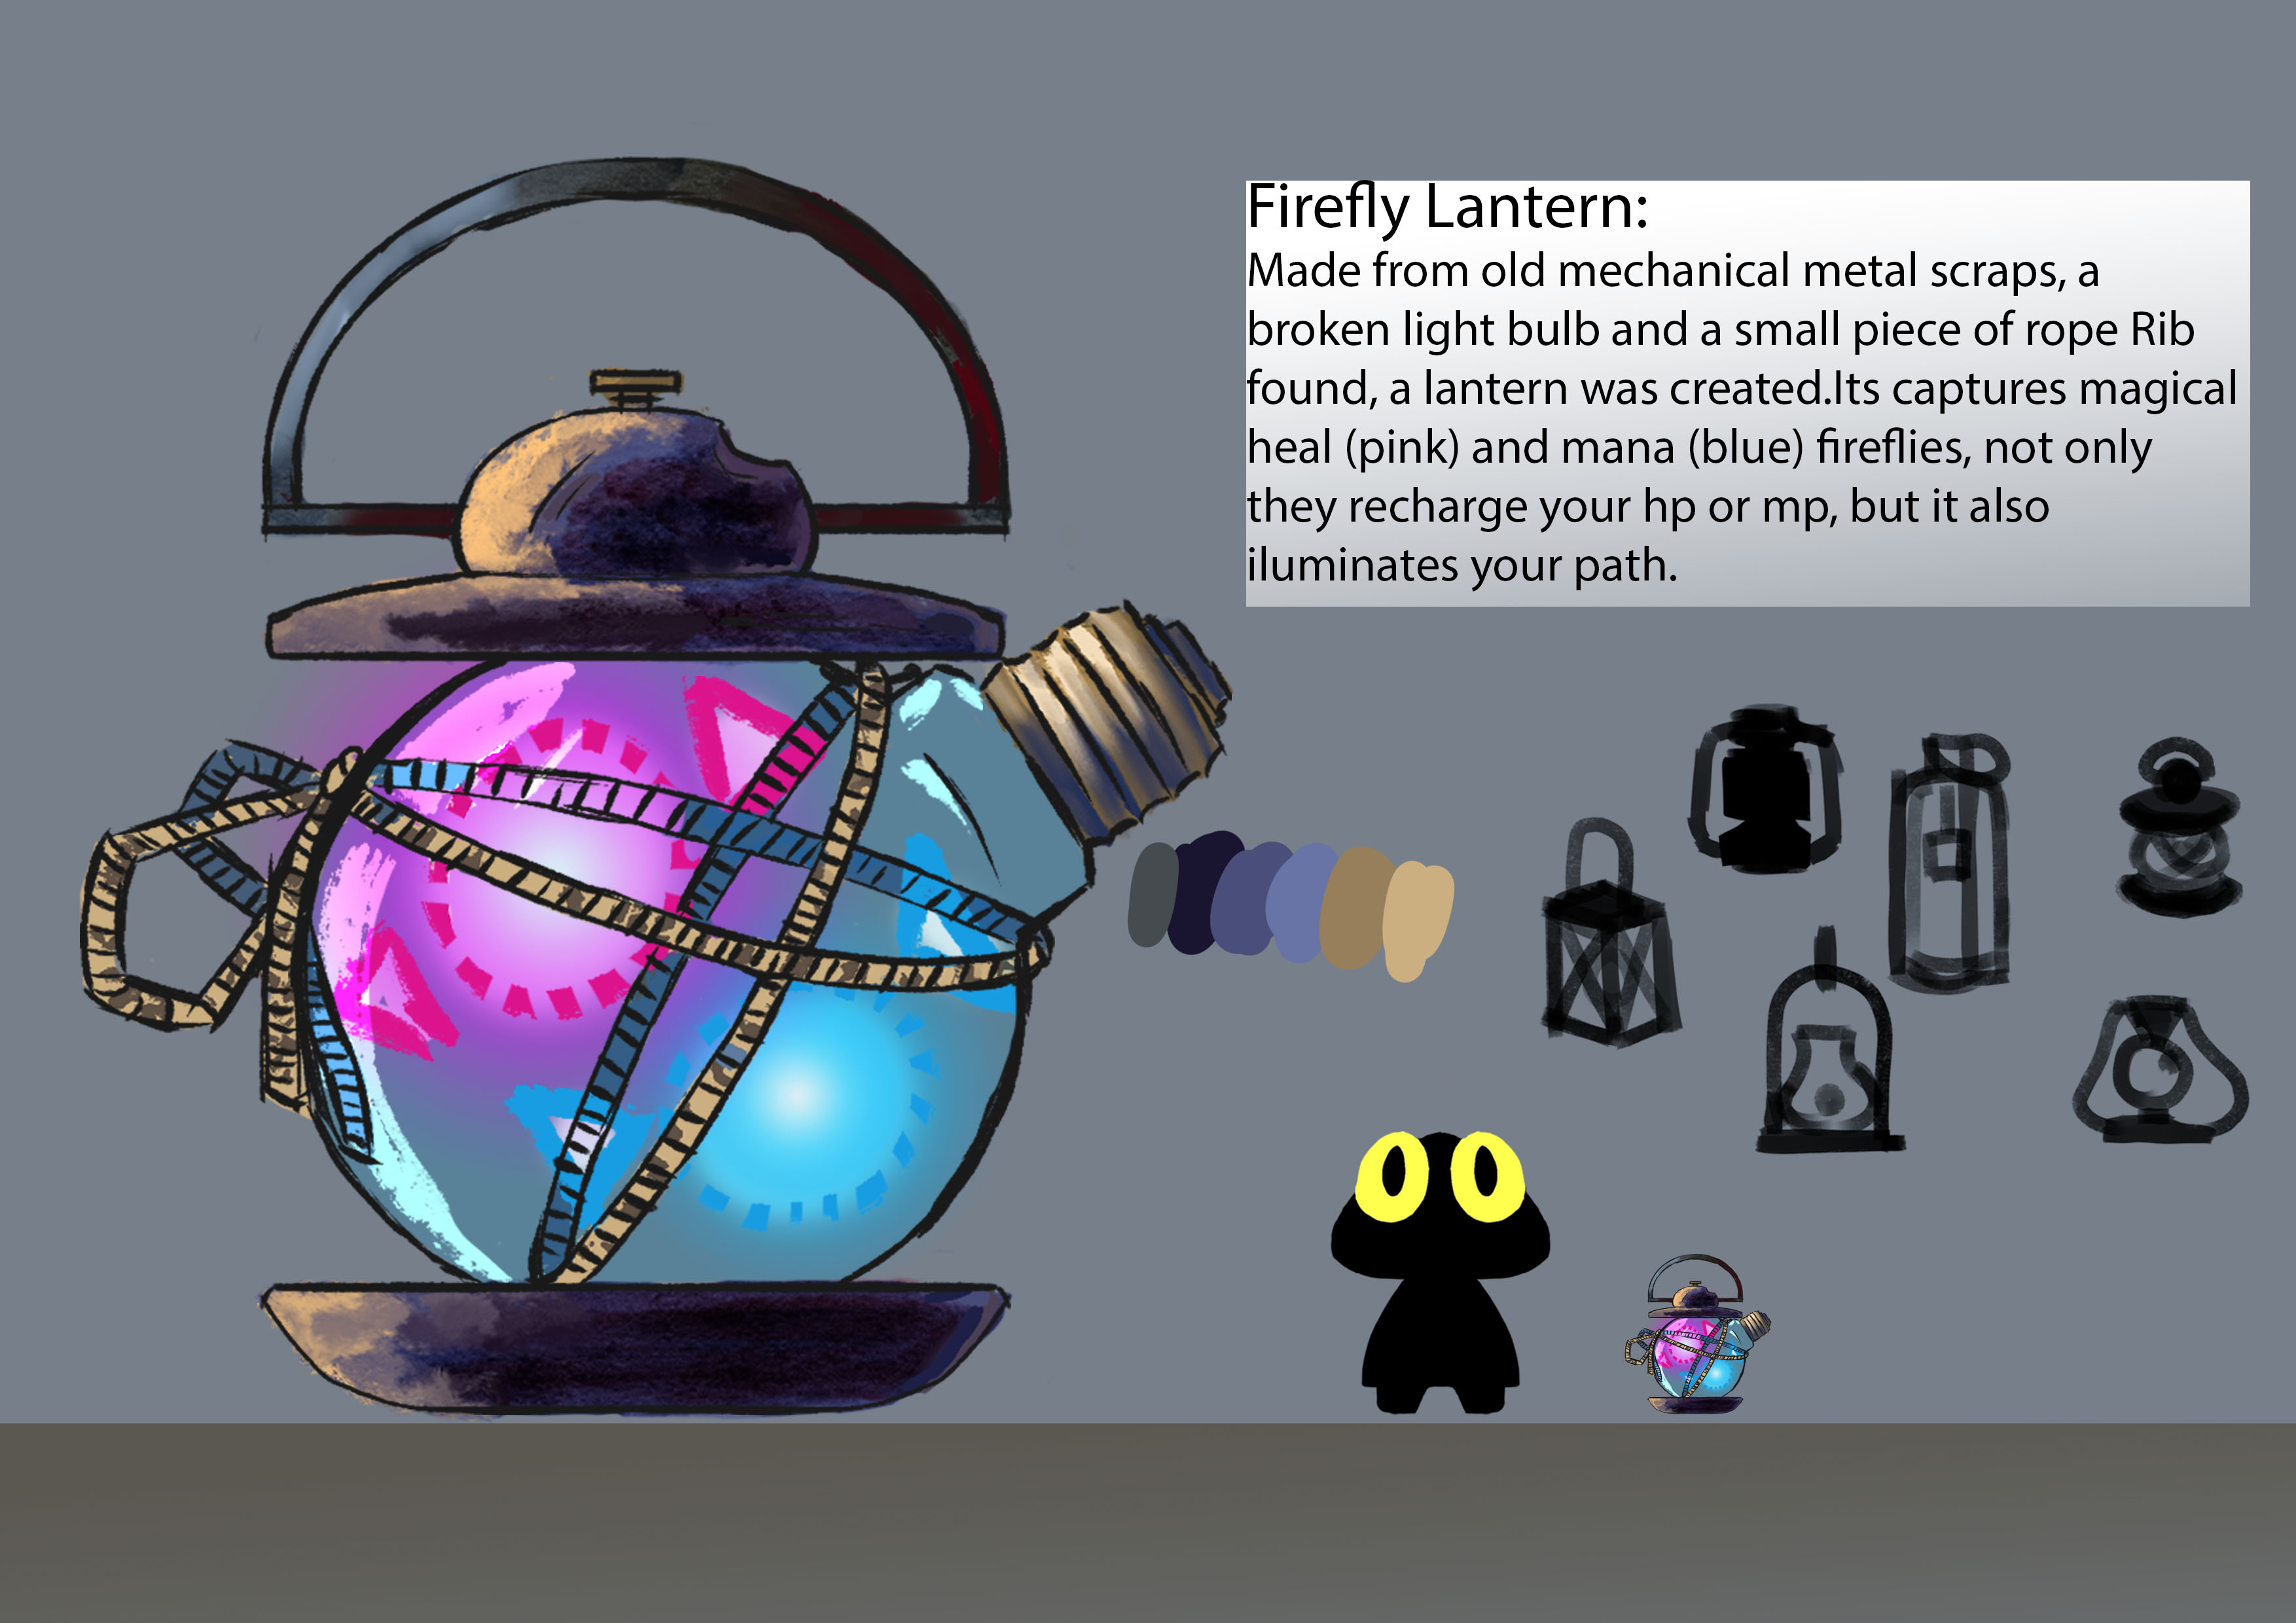 Firefly Lantern:
Made from old mechanical metal scraps, a
broken light bulb and a small piece of rope Rib
found, a lantern was created.Its captures magical
heal (pink) and mana (blue) fireflies, not only
they recharge your hp or mp, but it also
iluminates your path.